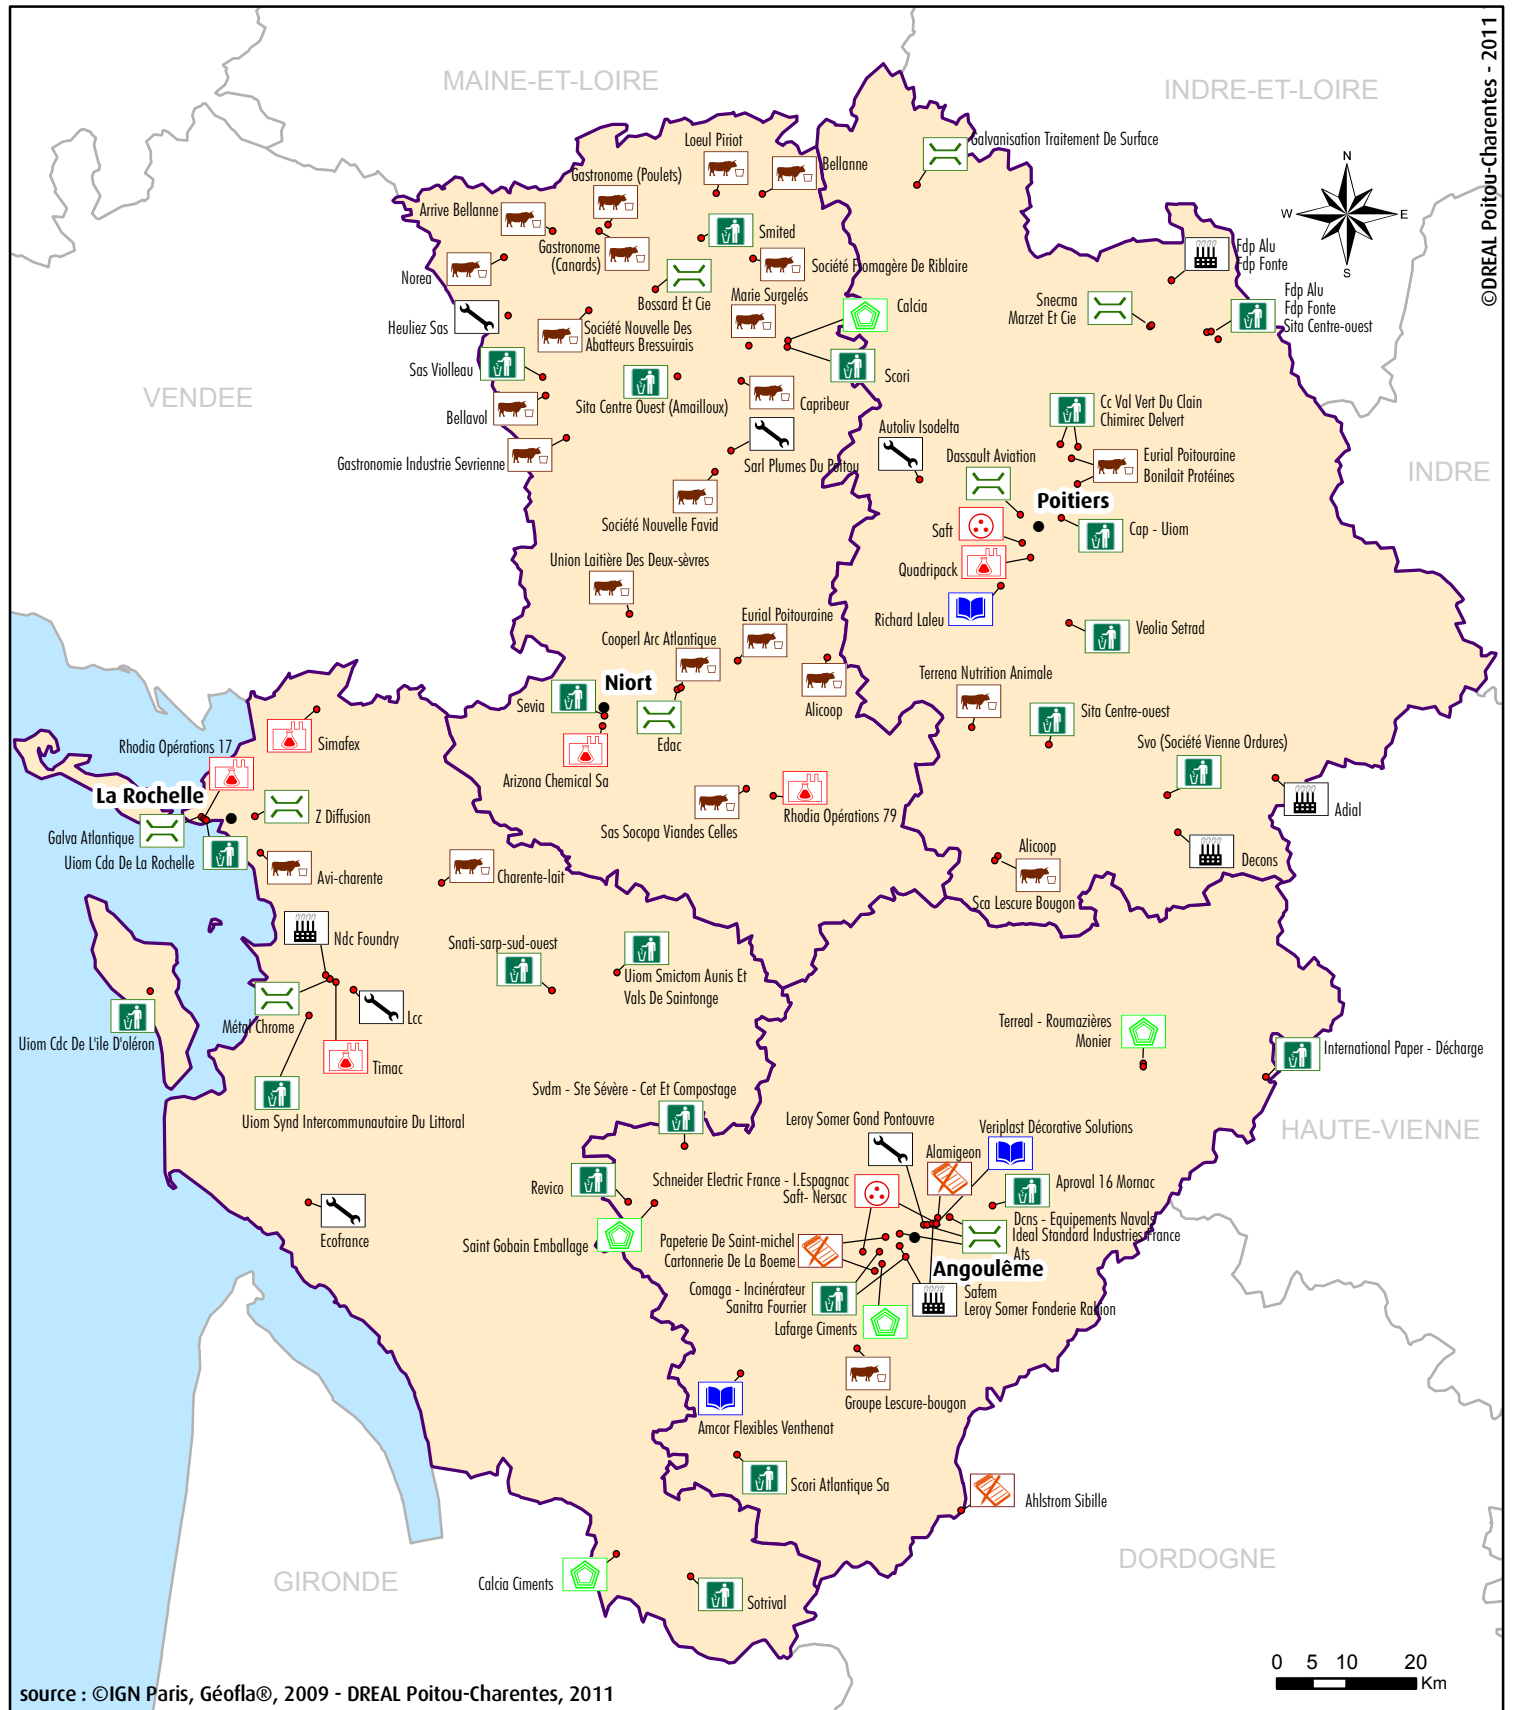 MAINE-ET-LOIRE
INDRE-ET-LOIRE
©DREAL Poitou-Charentes - 2011
N
W
E
S
Loeul Piriot
Galvanisation Traitement De Surface
Bellanne
Gastronome (Poulets)
Arrive Bellanne
Smited
Gastronome
(Canards)
Société Fromagère De Riblaire
Norea
Fdp Alu
Fdp Fonte
Bossard Et Cie
Marie Surgelés
Calcia
Snecma
Marzet Et Cie
Fdp Alu
Fdp Fonte
Sita Centre-ouest
Heuliez Sas
Société Nouvelle Des
Abatteurs Bressuirais
Sas Violleau
Scori
VENDEE
Sita Centre Ouest (Amailloux)
Capribeur
Bellavol
Cc Val Vert Du Clain
Chimirec Delvert
Autoliv Isodelta
Gastronomie Industrie Sevrienne
Sarl Plumes Du Poitou
Dassault Aviation
Eurial Poitouraine
Bonilait Protéines
INDRE
Poitiers
Société Nouvelle Favid
Saft
Cap - Uiom
Union Laitière Des Deux-sèvres
Quadripack
Richard Laleu
Eurial Poitouraine
Veolia Setrad
Cooperl Arc Atlantique
Terrena Nutrition Animale
Niort
Sevia
Alicoop
Sita Centre-ouest
Edac
Simafex
Rhodia Opérations 17
Svo (Société Vienne Ordures)
Arizona Chemical Sa
La Rochelle
Z Diffusion
Sas Socopa Viandes Celles
Rhodia Opérations 79
Adial
Galva Atlantique
Uiom Cda De La Rochelle
Alicoop
Decons
Avi-charente
Charente-lait
Sca Lescure Bougon
Ndc Foundry
Snati-sarp-sud-ouest
Uiom Smictom Aunis Et
Vals De Saintonge
Lcc
Métal Chrome
Terreal - Roumazières
Monier
Uiom Cdc De L'ile D'oléron
International Paper - Décharge
Timac
Svdm - Ste Sévère - Cet Et Compostage
Uiom Synd Intercommunautaire Du Littoral
Leroy Somer Gond Pontouvre
Veriplast Décorative Solutions
HAUTE-VIENNE
Alamigeon
Revico
Schneider Electric France - I.Espagnac
Saft- Nersac
Aproval 16 Mornac
Ecofrance
Saint Gobain Emballage
Dcns - Equipements Navals
Ideal Standard Industries France
Ats
Papeterie De Saint-michel
Cartonnerie De La Boeme
Angoulême
Comaga - Incinérateur
Sanitra Fourrier
Safem
Leroy Somer Fonderie Rabion
Lafarge Ciments
Groupe Lescure-bougon
Amcor Flexibles Venthenat
Scori Atlantique Sa
Ahlstrom Sibille
DORDOGNE
GIRONDE
Calcia Ciments
Sotrival
0 5 10 20
Km
source : ©IGN Paris, Géofla®, 2009 - DREAL Poitou-Charentes, 2011